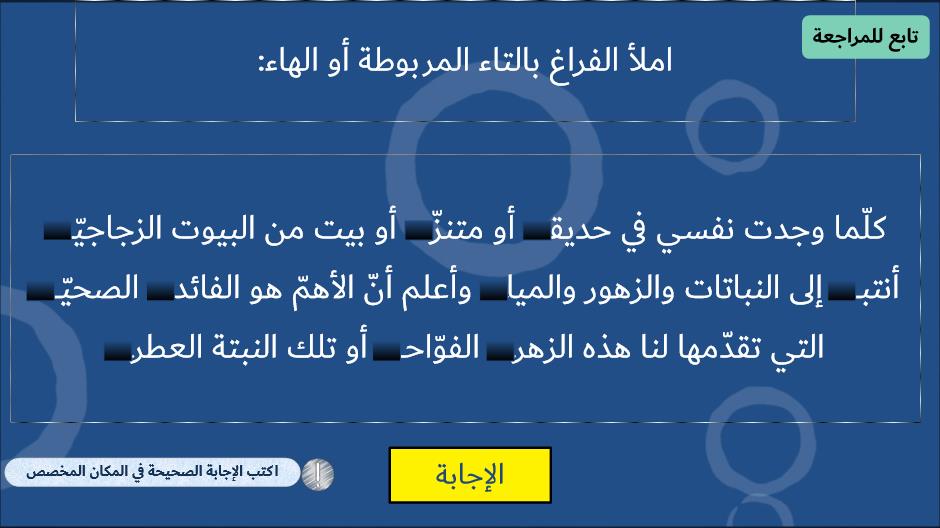 تابع للمراجعة
املأ الفراغ بالتاء المربوطة أو الهاء:
كلّما وجدت نفسي في حديقـ أو متنزّ أو بيت من البيوت الزجاجيّـ
أنتبـ إلى النباتات والزهور والميا وأعلم أنّ الأهمّ هو الفائد الصحيّـ
التي تقدّمها لنا هذه الزهر الفوّاحـ أو تلك النبتة العطر
الإجابة
اكتب الإجابة الصحيحة في المكان المخصص